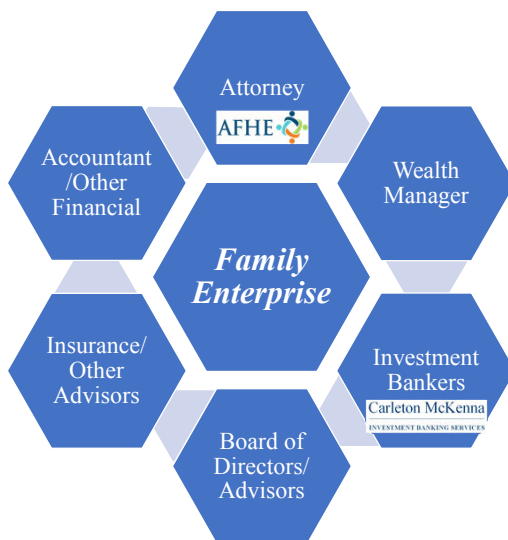 Attorney
AFHE
Accountant
/Other
Financial
Wealth
Manager
Family
Enterprise
Insurance/
Other
Advisors
Investment
Bankers
Carleton McKenna
INVESTMENT BANKING SERVICES
Board of
Directors/
Advisors